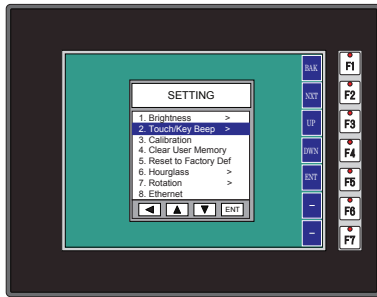 SETTING
1. Brightness >
2. Touch/Key Beep >
3. Calibration
4. Clear User Memory
5. Reset to Factory Def
6. Hourglass >
7. Rotation >
8. Ethernet
ENT
BAK
NXT
UP
DWN
ENT
–
–
F1
F2
F3
F4
F5
F6
F7